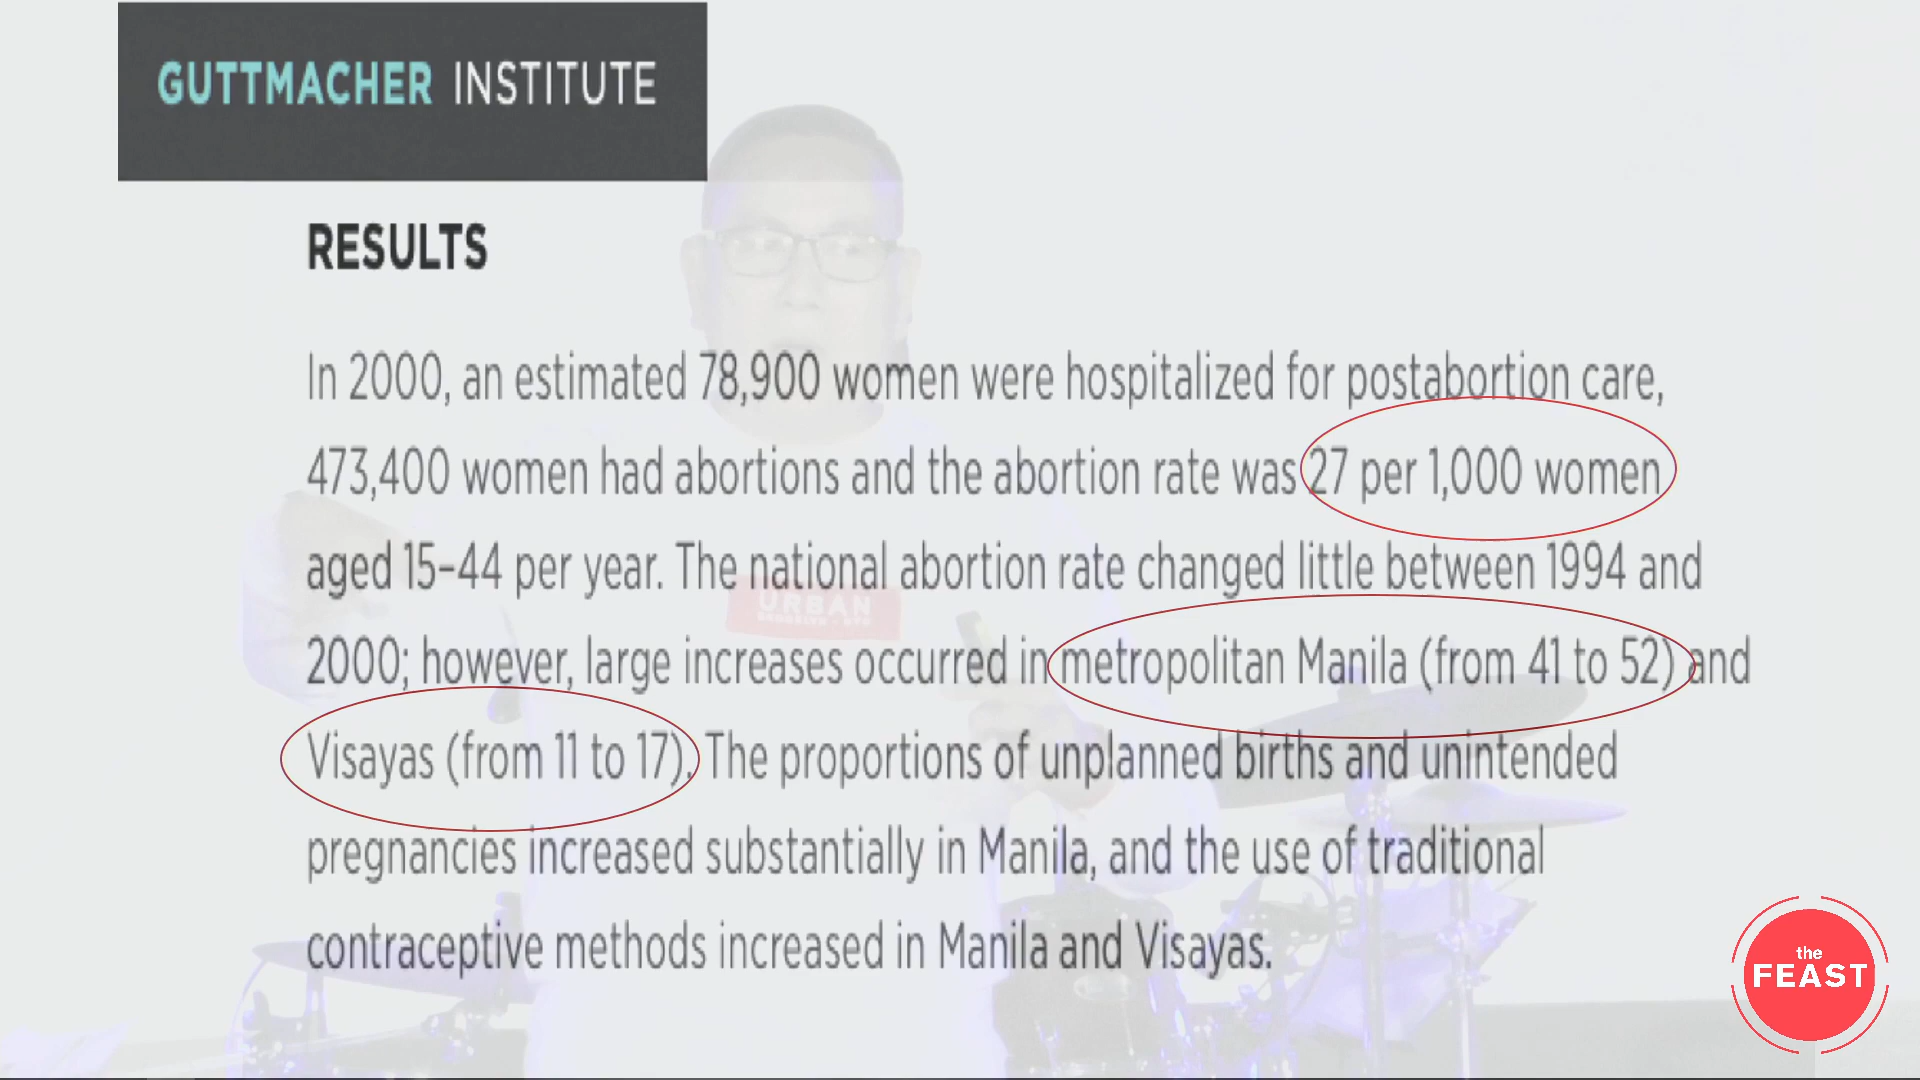 GUTTMACHER INSTITUTE
RESULTS
In 2000, an estimated 78,900 women were hospitalized for postabortion care,
473,400 women had abortions and the abortion rate was 27 per 1,000 women
aged 15–44 per year. The national abortion rate changed little between 1994 and
2000; however, large increases occurred in metropolitan Manila (from 41 to 52) and
Visayas (from 11 to 17). The proportions of unplanned births and unintended
pregnancies increased substantially in Manila, and the use of traditional
contraceptive methods increased in Manila and Visayas.
URBAN
the
FEAST